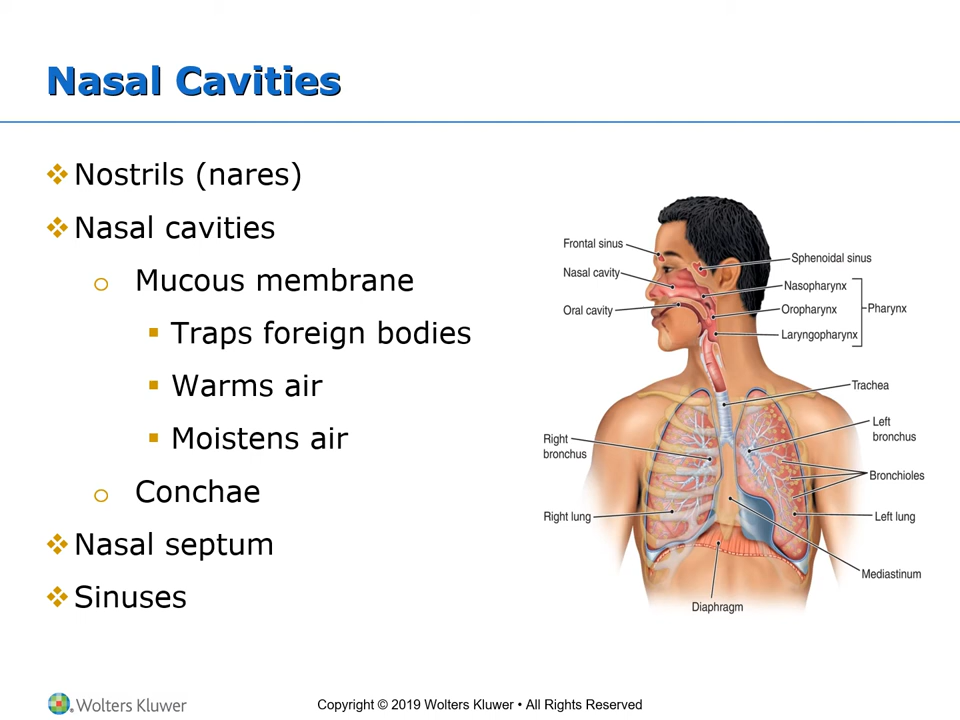 Nasal Cavities
❖ Nostrils (nares)
❖ Nasal cavities
o Mucous membrane
▪ Traps foreign bodies
▪ Warms air
▪ Moistens air
o Conchae
❖ Nasal septum
❖ Sinuses
Frontal sinus
Nasal cavity
Oral cavity
Sphenoidal sinus
Nasopharynx
Oropharynx
Laryngopharynx
Pharynx
Trachea
Left
bronchus
Right
bronchus
Bronchioles
Right lung
Left lung
Mediastinum
Diaphragm
Wolters Kluwer
Copyright © 2019 Wolters Kluwer • All Rights Reserved